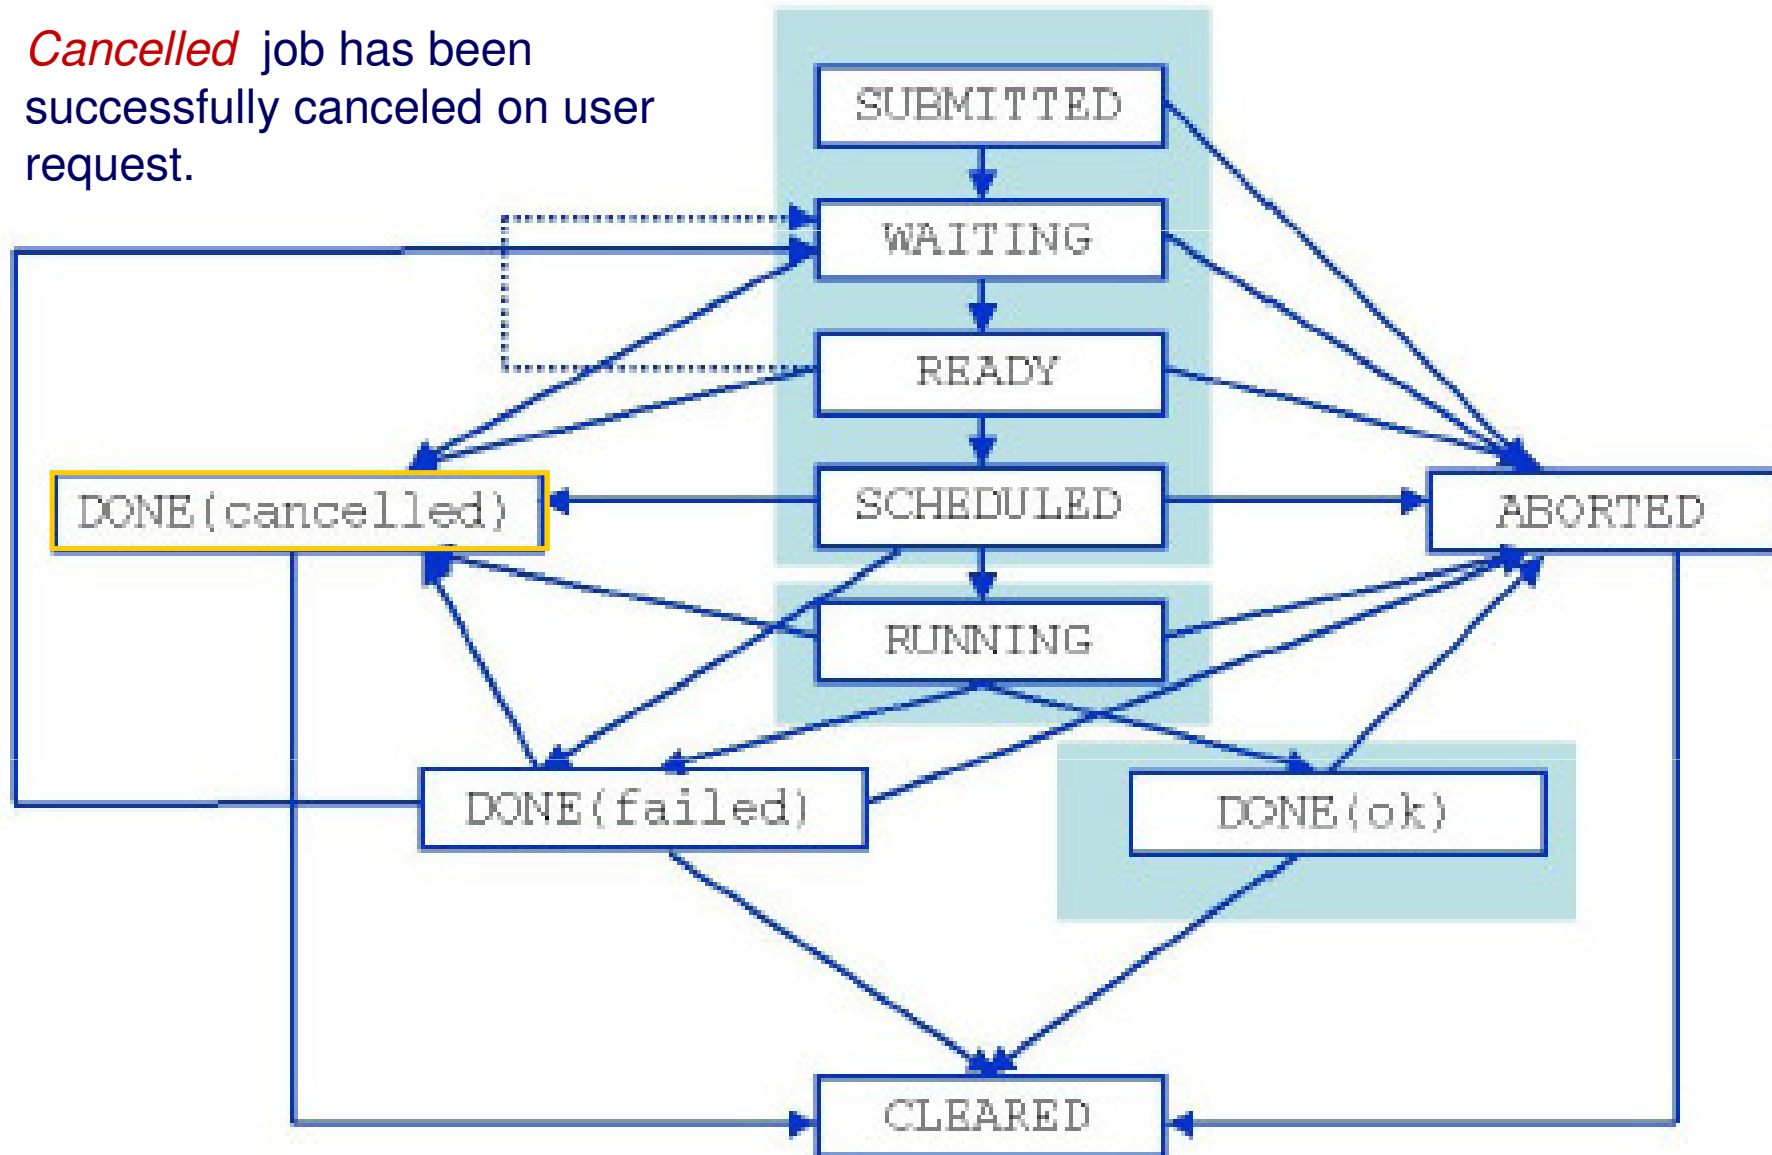 Cancelled job has been
successfully canceled on user
request.
SUBMITTED
WAITING
READY
SCHEDULED
DONE(cancelled)
ABORTED
RUNNING
DONE(failed)
DONE(ok)
CLEARED